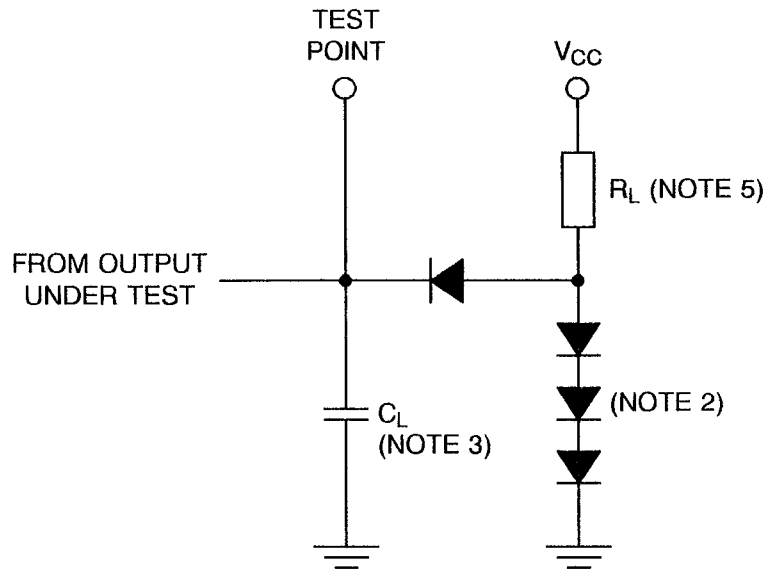 TEST
POINT
VCC
RL (NOTE 5)
FROM OUTPUT
UNDER TEST
(NOTE 2)
CL
(NOTE 3)